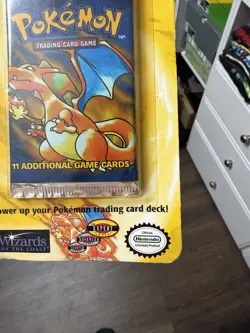 POKéMON
TRADING CARD GAME
11 ADDITIONAL GAME CARDS
ower up your Pokémon trading card deck!
Wizards
OF THE COAST
EXPERT
Official
Nintendo
Licensed Product